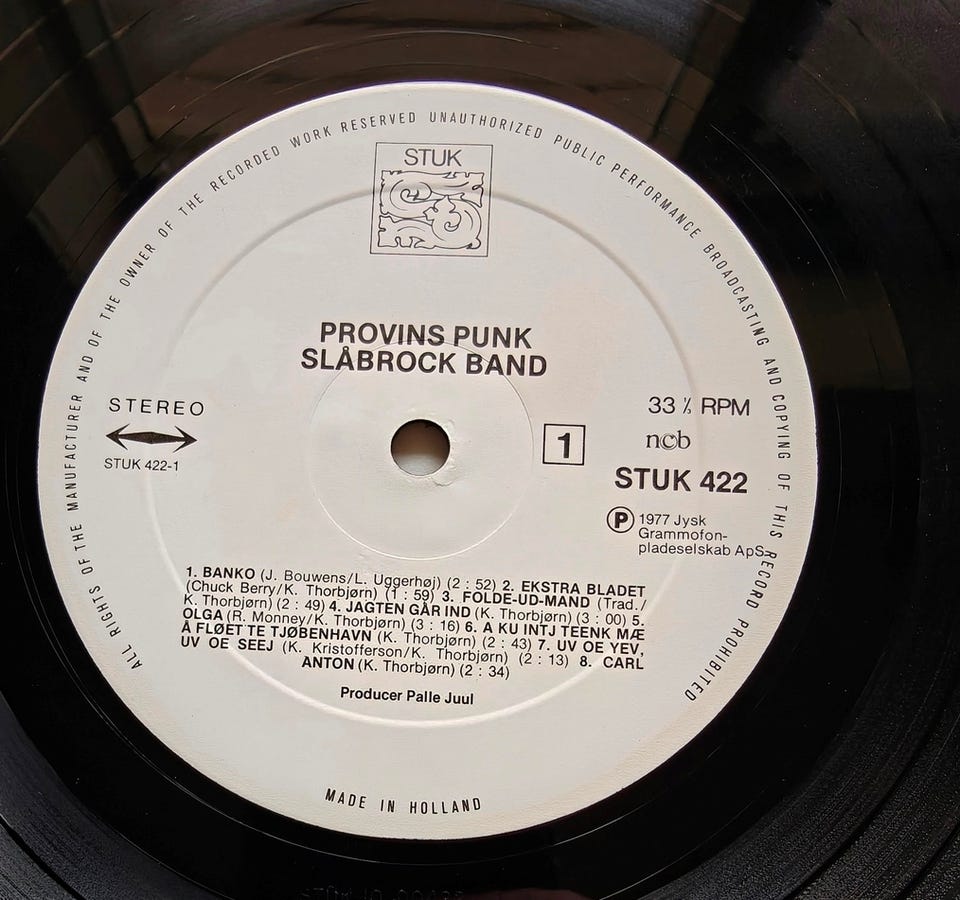 ALL RIGHTS OF THE MANUFACTURER AND OF THE OWNER OF THE RECORDED WORK RESERVED UNAUTHORIZED PUBLIC PERFORMANCE BROADCASTING AND COPYING OF THIS RECORD PROHIBITED
STUK
PROVINS PUNK
SLÅBROCK BAND
STEREO
STUK 422-1
1
33 ⅓ RPM
ncb
STUK 422
Ⓟ 1977 Jysk
Grammofon-
pladeselskab ApS.
1. BANKO (J. Bouwens/L. Uggerhøj) (2 : 52) 2. EKSTRA BLADET
(Chuck Berry/K. Thorbjørn) (1 : 59) 3. FOLDE-UD-MAND (Trad./
K. Thorbjørn) (2 : 49) 4. JAGTEN GÅR IND (K. Thorbjørn) (3 : 00) 5.
OLGA (R. Monney/K. Thorbjørn) (3 : 16) 6. A KU INTJ TEENK MÆ
Å FLØET TE TJØBENHAVN (K. Thorbjørn) (2 : 43) 7. UV OE YEV,
UV OE SEEJ (K. Kristofferson/K. Thorbjørn) (2 : 13) 8. CARL
ANTON (K. Thorbjørn) (2 : 34)
Producer Palle Juul
MADE IN HOLLAND